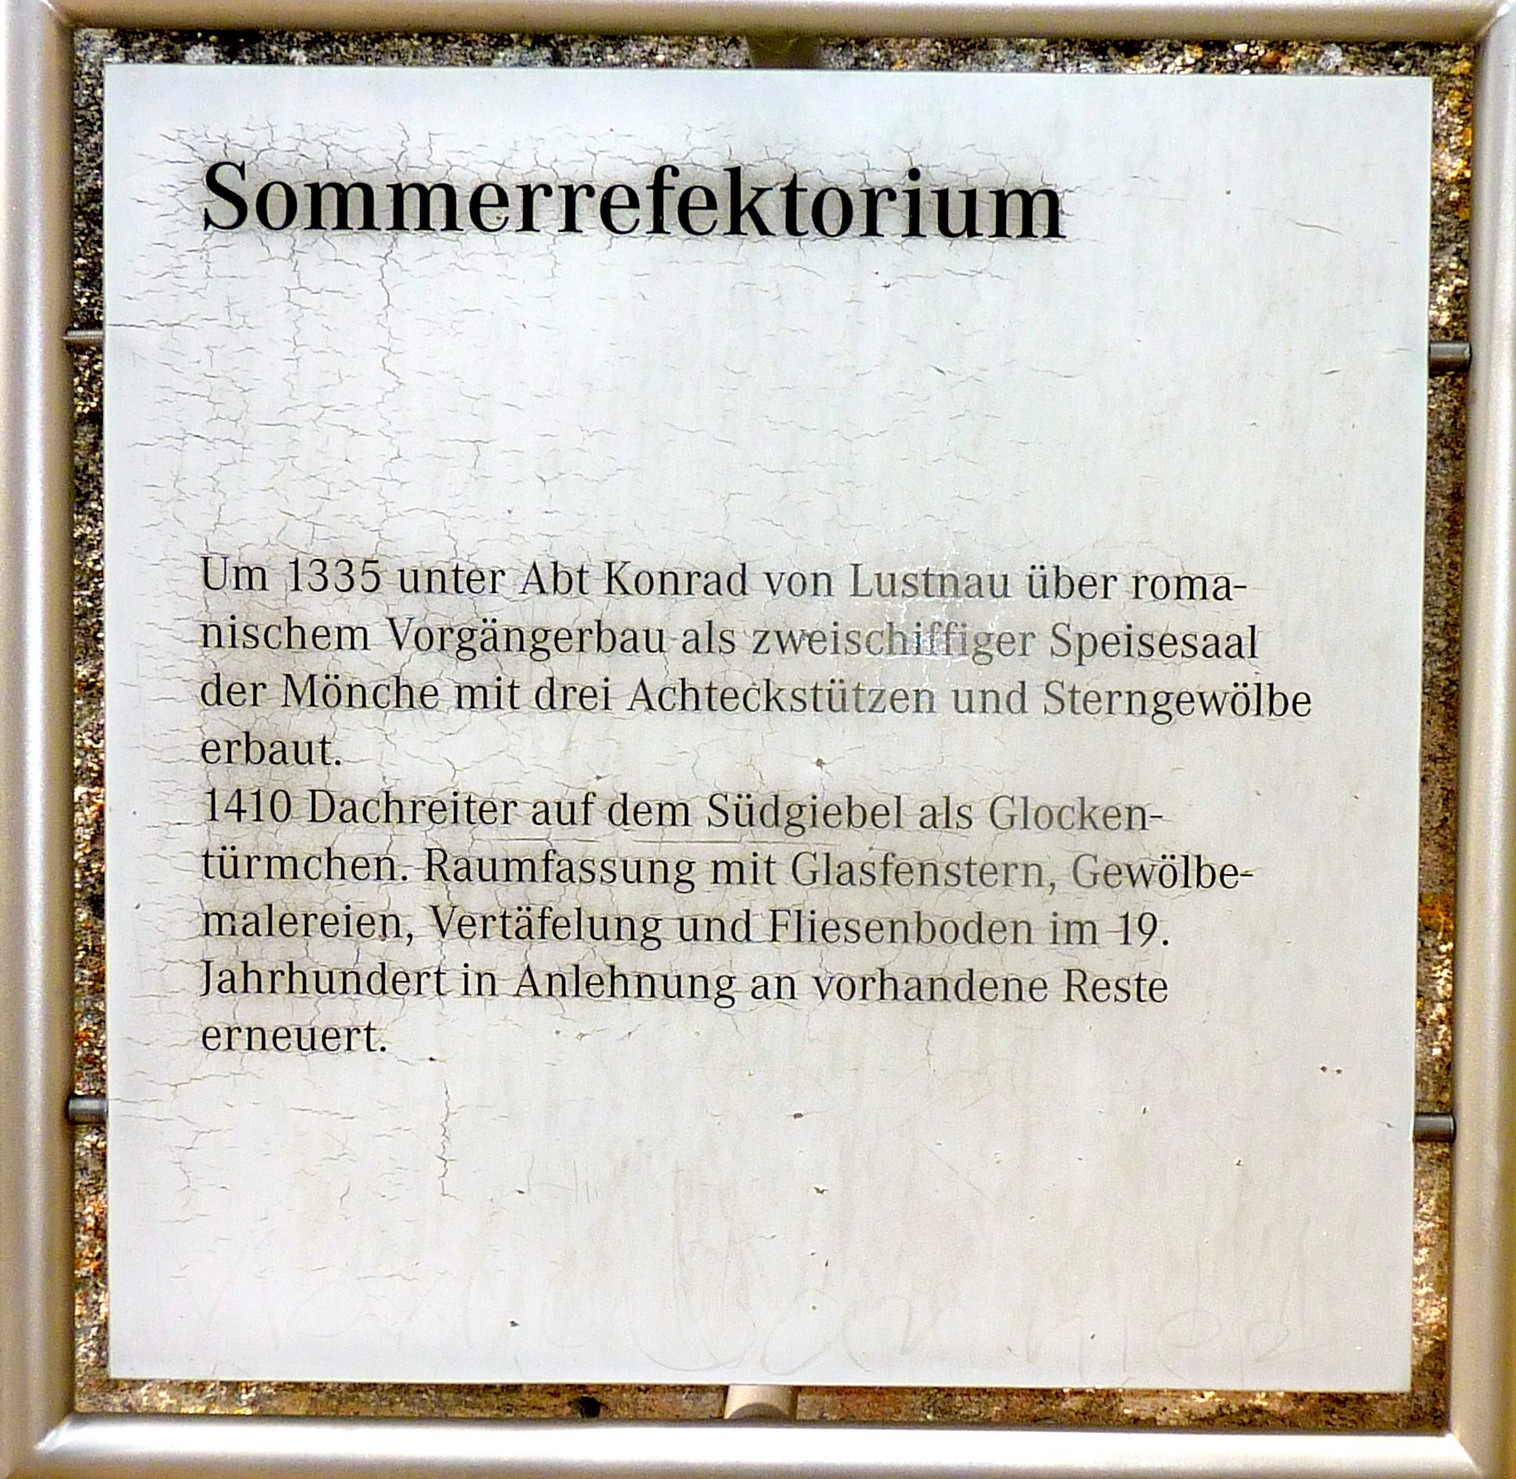 Sommerrefektorium
Um 1335 unter Abt Konrad von Lustnau über roma-
nischem Vorgängerbau als zweischiffiger Speisesaal
der Mönche mit drei Achteckstützen und Sterngewölbe
erbaut.
1410 Dachreiter auf dem Südgiebel als Glocken-
türmchen. Raumfassung mit Glasfenstern, Gewölbe-
malereien, Vertäfelung und Fliesenboden im 19.
Jahrhundert in Anlehnung an vorhandene Reste
erneuert.